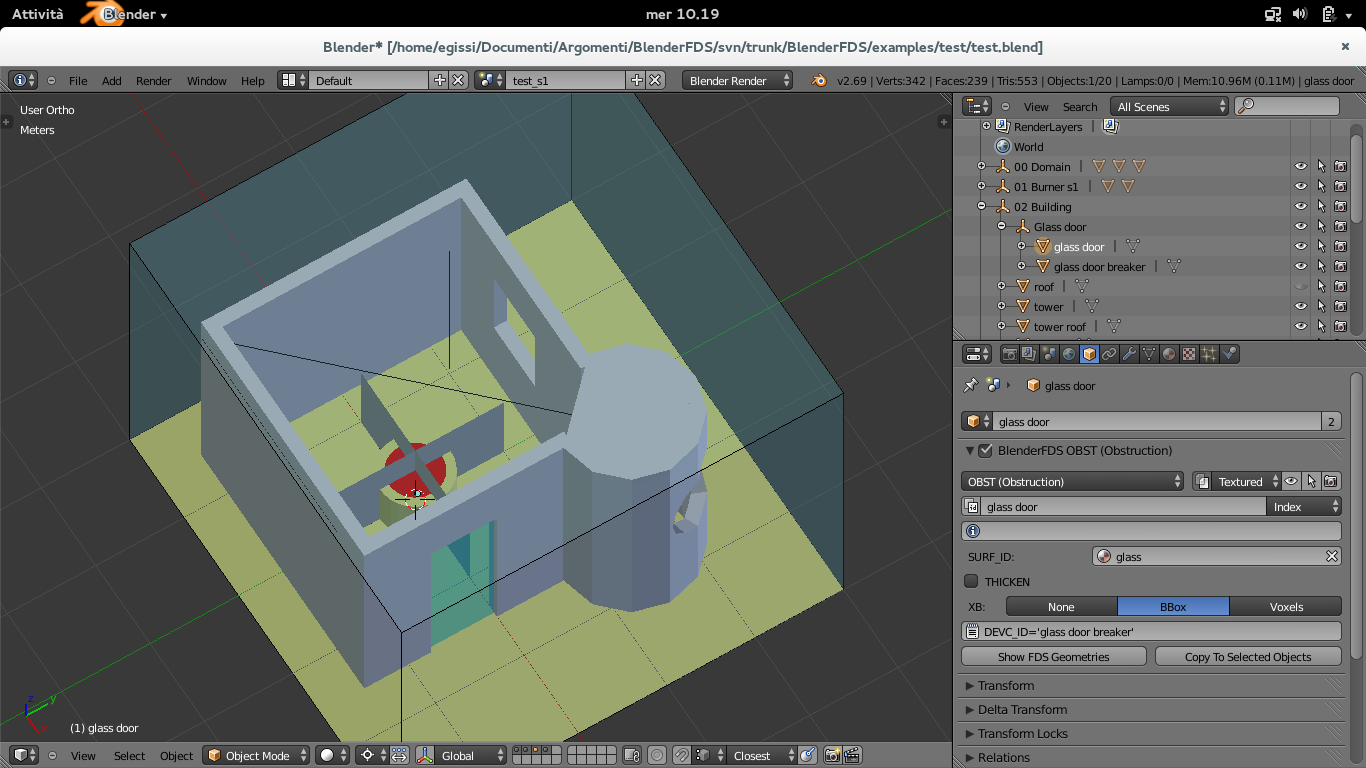 Attività Blender mer 10.19
Blender* [/home/egissi/Documenti/Argomenti/BlenderFDS/svn/trunk/BlenderFDS/examples/test/test.blend]
File Add Render Window Help Default test_s1 Blender Render v2.69 | Verts:342 | Faces:239 | Tris:553 | Objects:1/20 | Lamps:0/0 | Mem:10.96M (0.11M) | glass door
User Ortho
Meters
View Search All Scenes
RenderLayers
World
00 Domain
01 Burner s1
02 Building
Glass door
glass door
glass door breaker
roof
tower
tower roof
glass door
glass door 2
BlenderFDS OBST (Obstruction)
OBST (Obstruction) Textured
glass door Index
SURF_ID: glass
THICKEN
XB: None BBox Voxels
DEVC_ID='glass door breaker'
Show FDS Geometries Copy To Selected Objects
Transform
Delta Transform
Transform Locks
Relations
z
y
x
(1) glass door
View Select Object Object Mode Global Closest